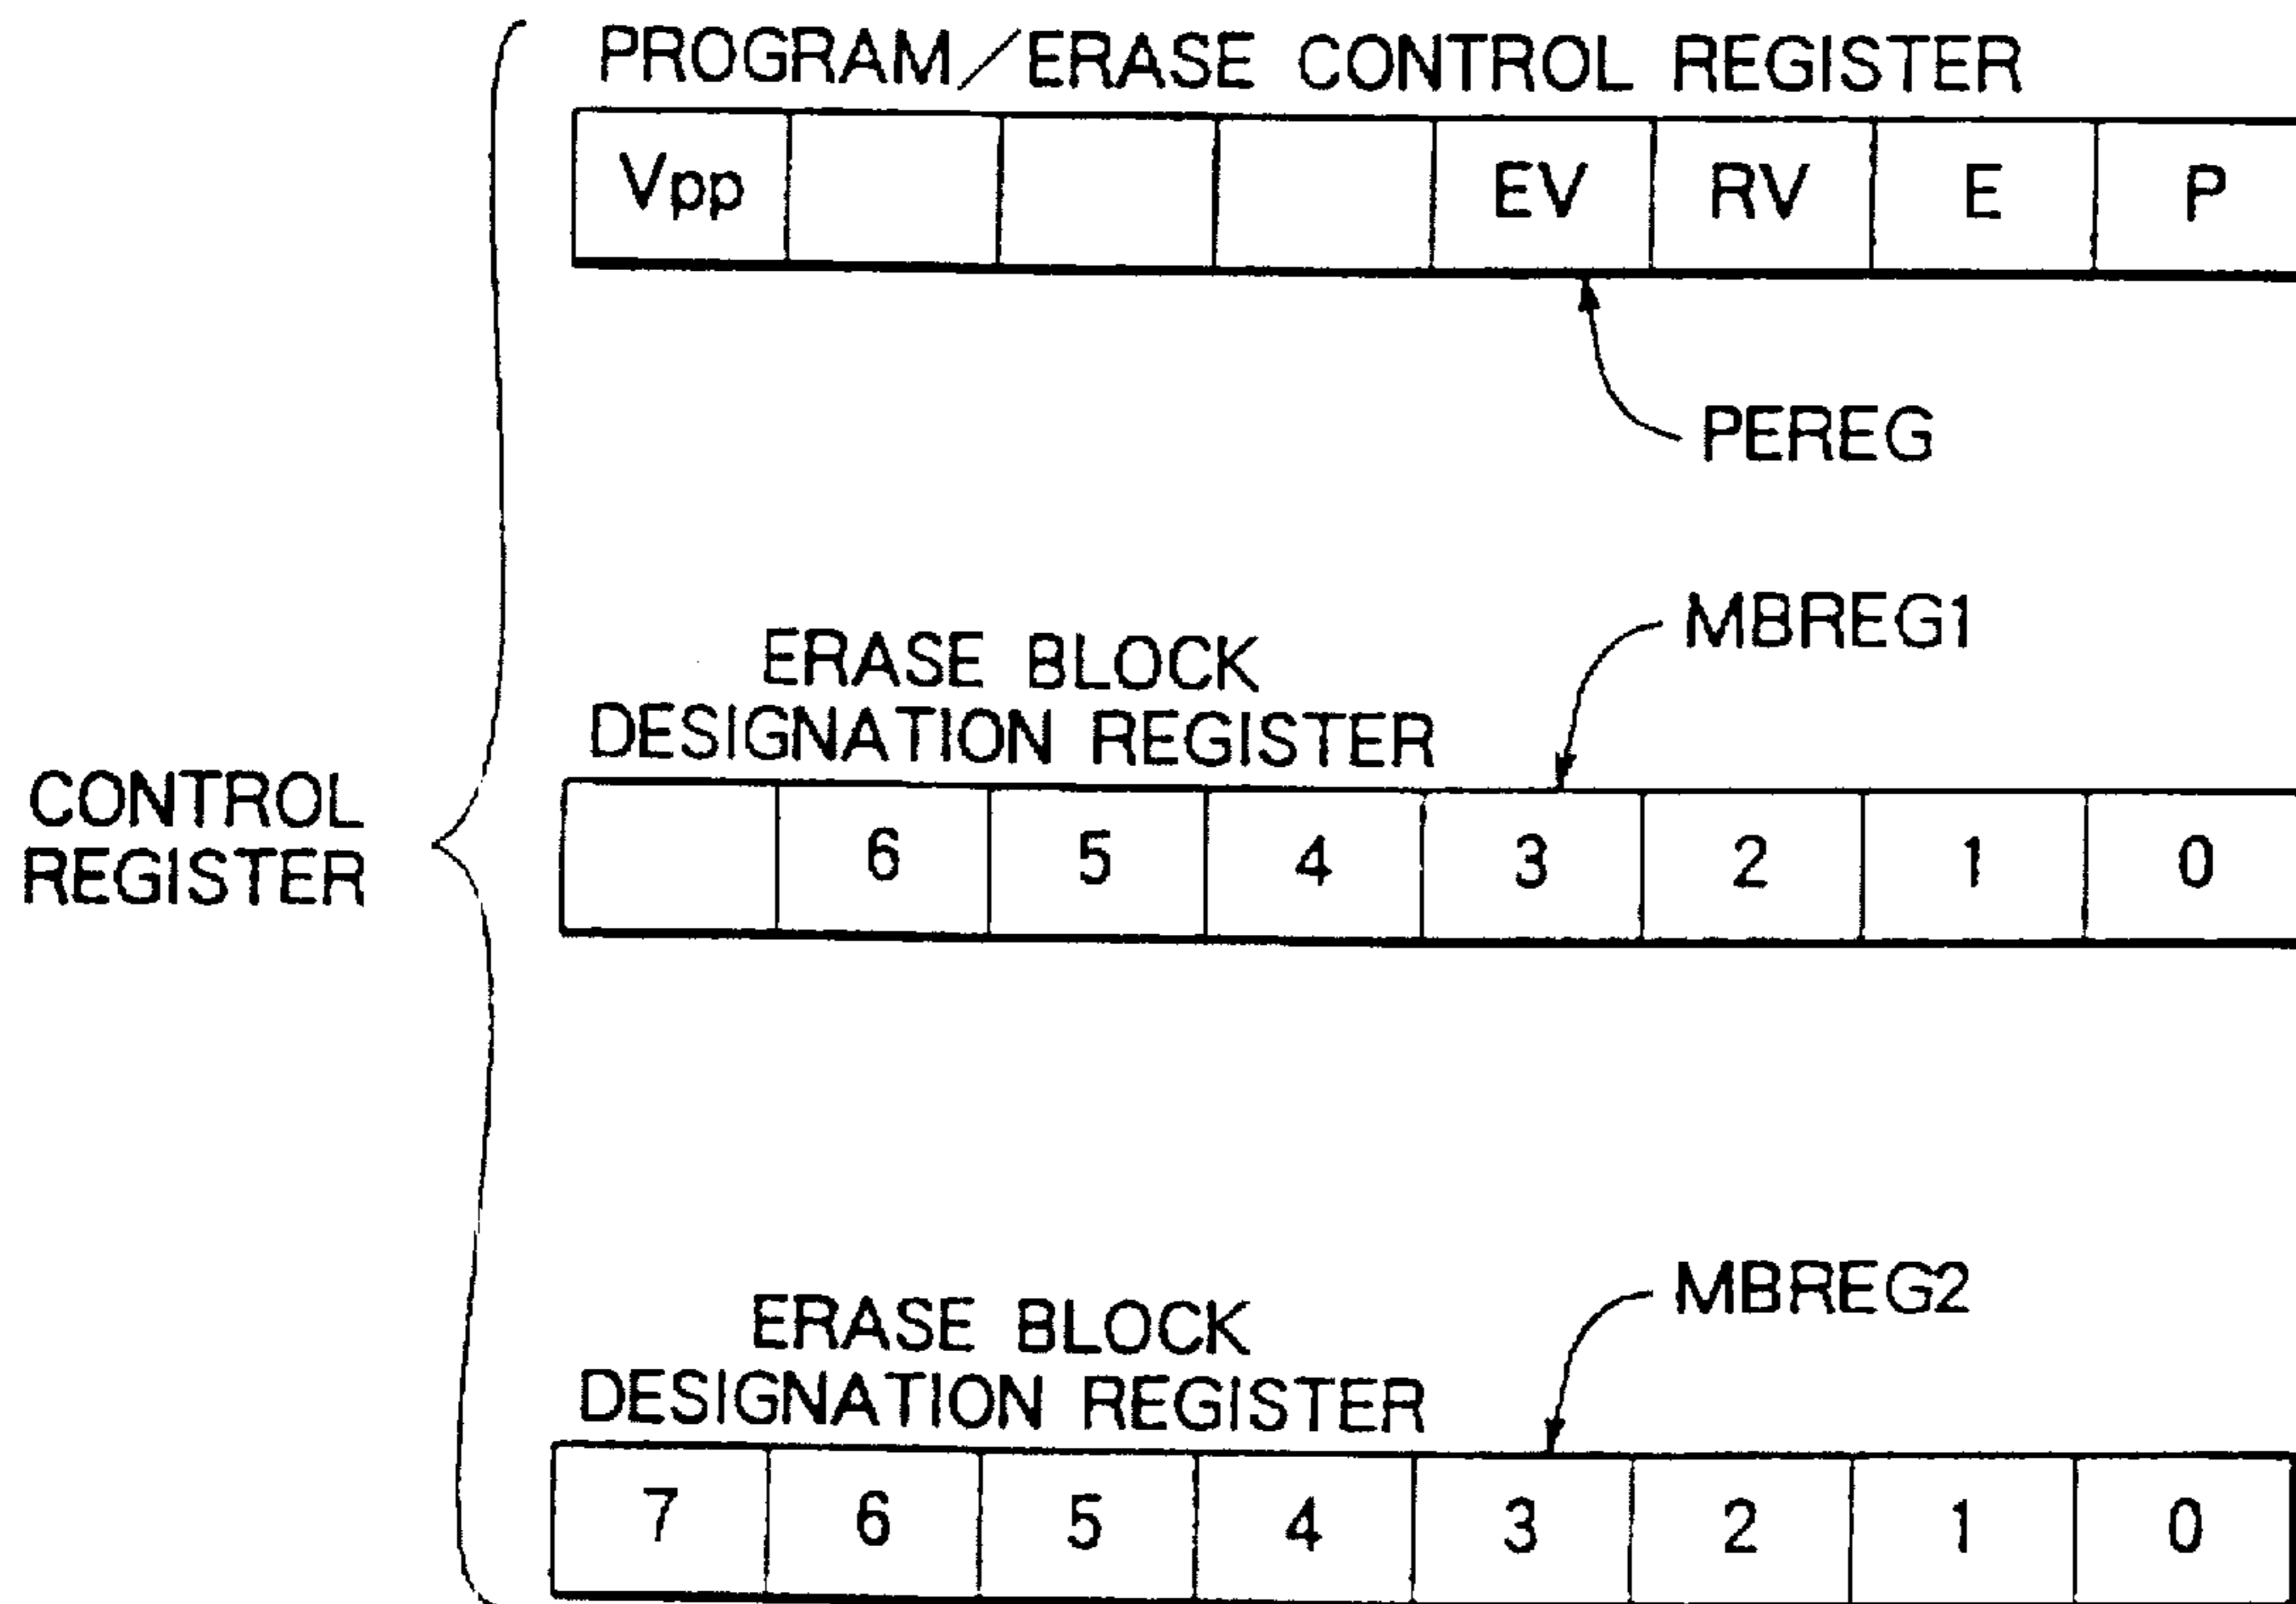 PROGRAM/ERASE CONTROL REGISTER
Vpp EV RV E P
PEREG
MBREG1
ERASE BLOCK
DESIGNATION REGISTER
6 5 4 3 2 1 0
CONTROL
REGISTER
MBREG2
ERASE BLOCK
DESIGNATION REGISTER
7 6 5 4 3 2 1 0